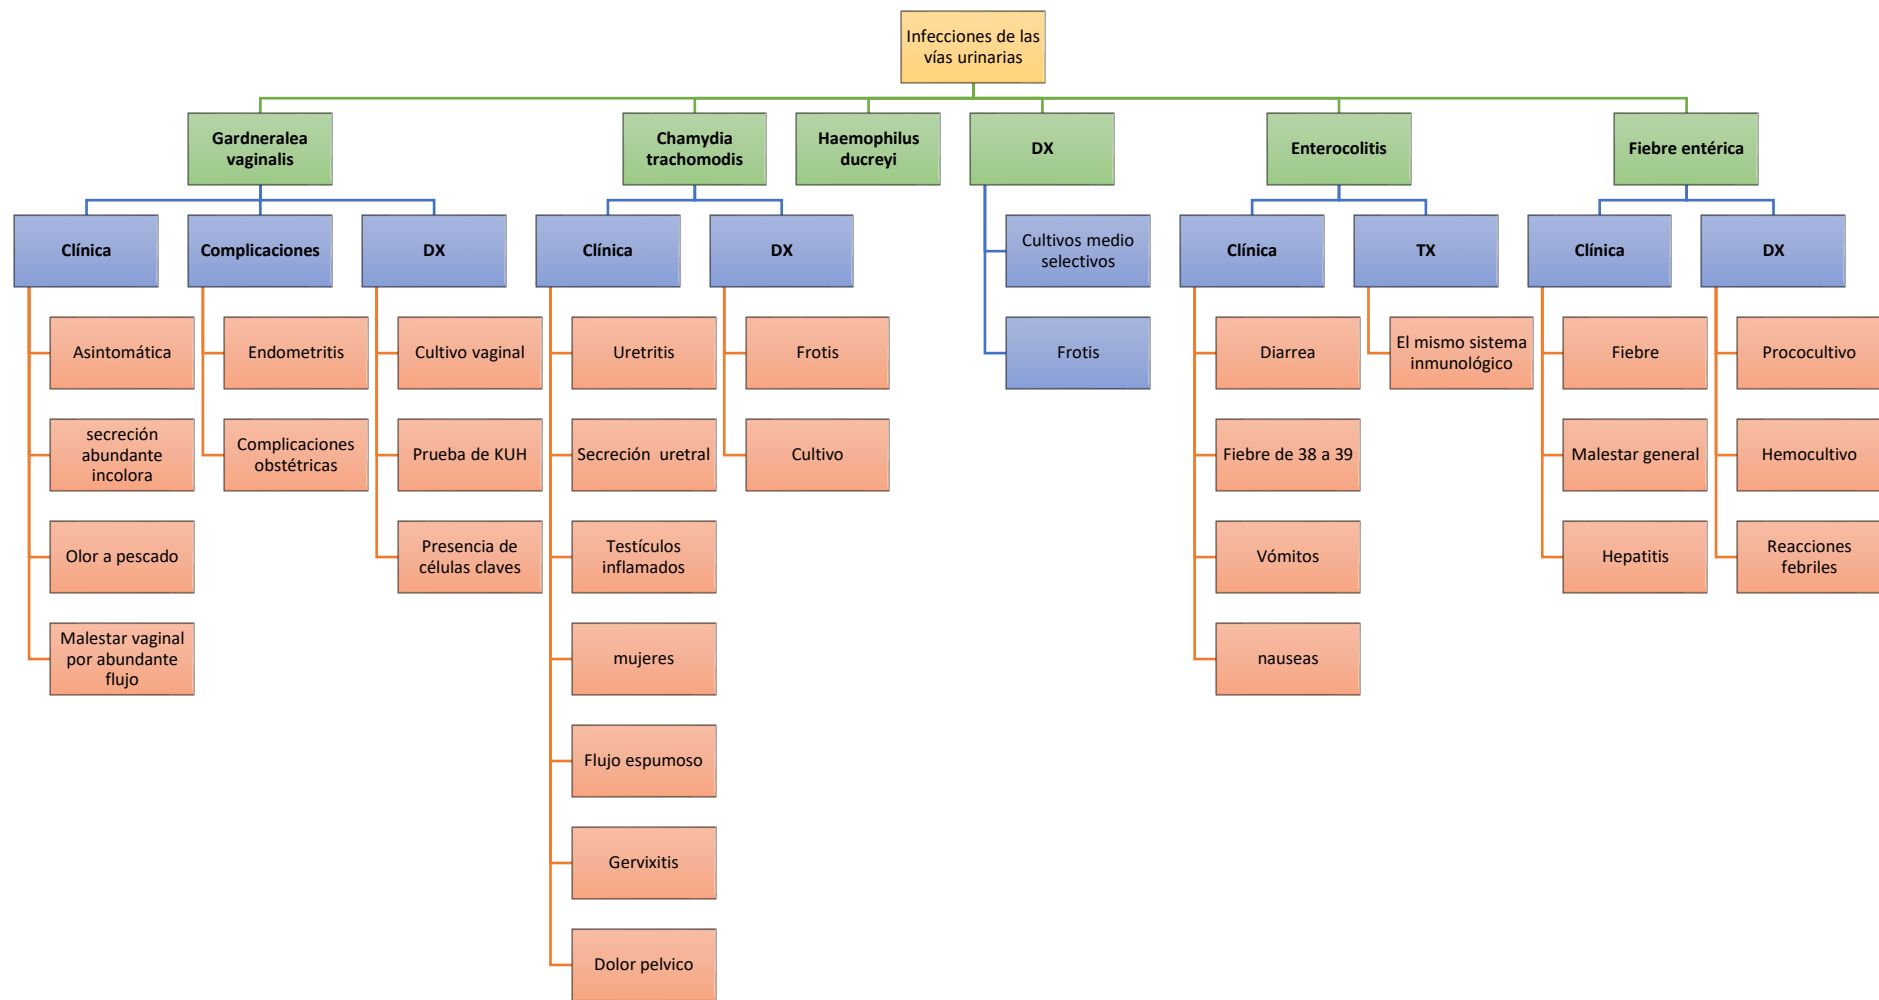 Infecciones de las
vías urinarias
Gardneralea
vaginalis
Chamydia
trachomodis
Haemophilus
ducreyi
DX
Enterocolitis
Fiebre entérica
Clínica
Complicaciones
DX
Clínica
DX
Cultivos medio
selectivos
Clínica
TX
Clínica
DX
Asintomática
Endometritis
Cultivo vaginal
Uretritis
Frotis
Frotis
Diarrea
El mismo sistema
inmunológico
Fiebre
Prococultivo
secreción
abundante
incolora
Complicaciones
obstétricas
Prueba de KUH
Secreción  uretral
Cultivo
Fiebre de 38 a 39
Malestar general
Hemocultivo
Olor a pescado
Presencia de
células claves
Testículos
inflamados
Vómitos
Hepatitis
Reacciones
febriles
Malestar vaginal
por abundante
flujo
mujeres
nauseas
Flujo espumoso
Gervixitis
Dolor pelvico